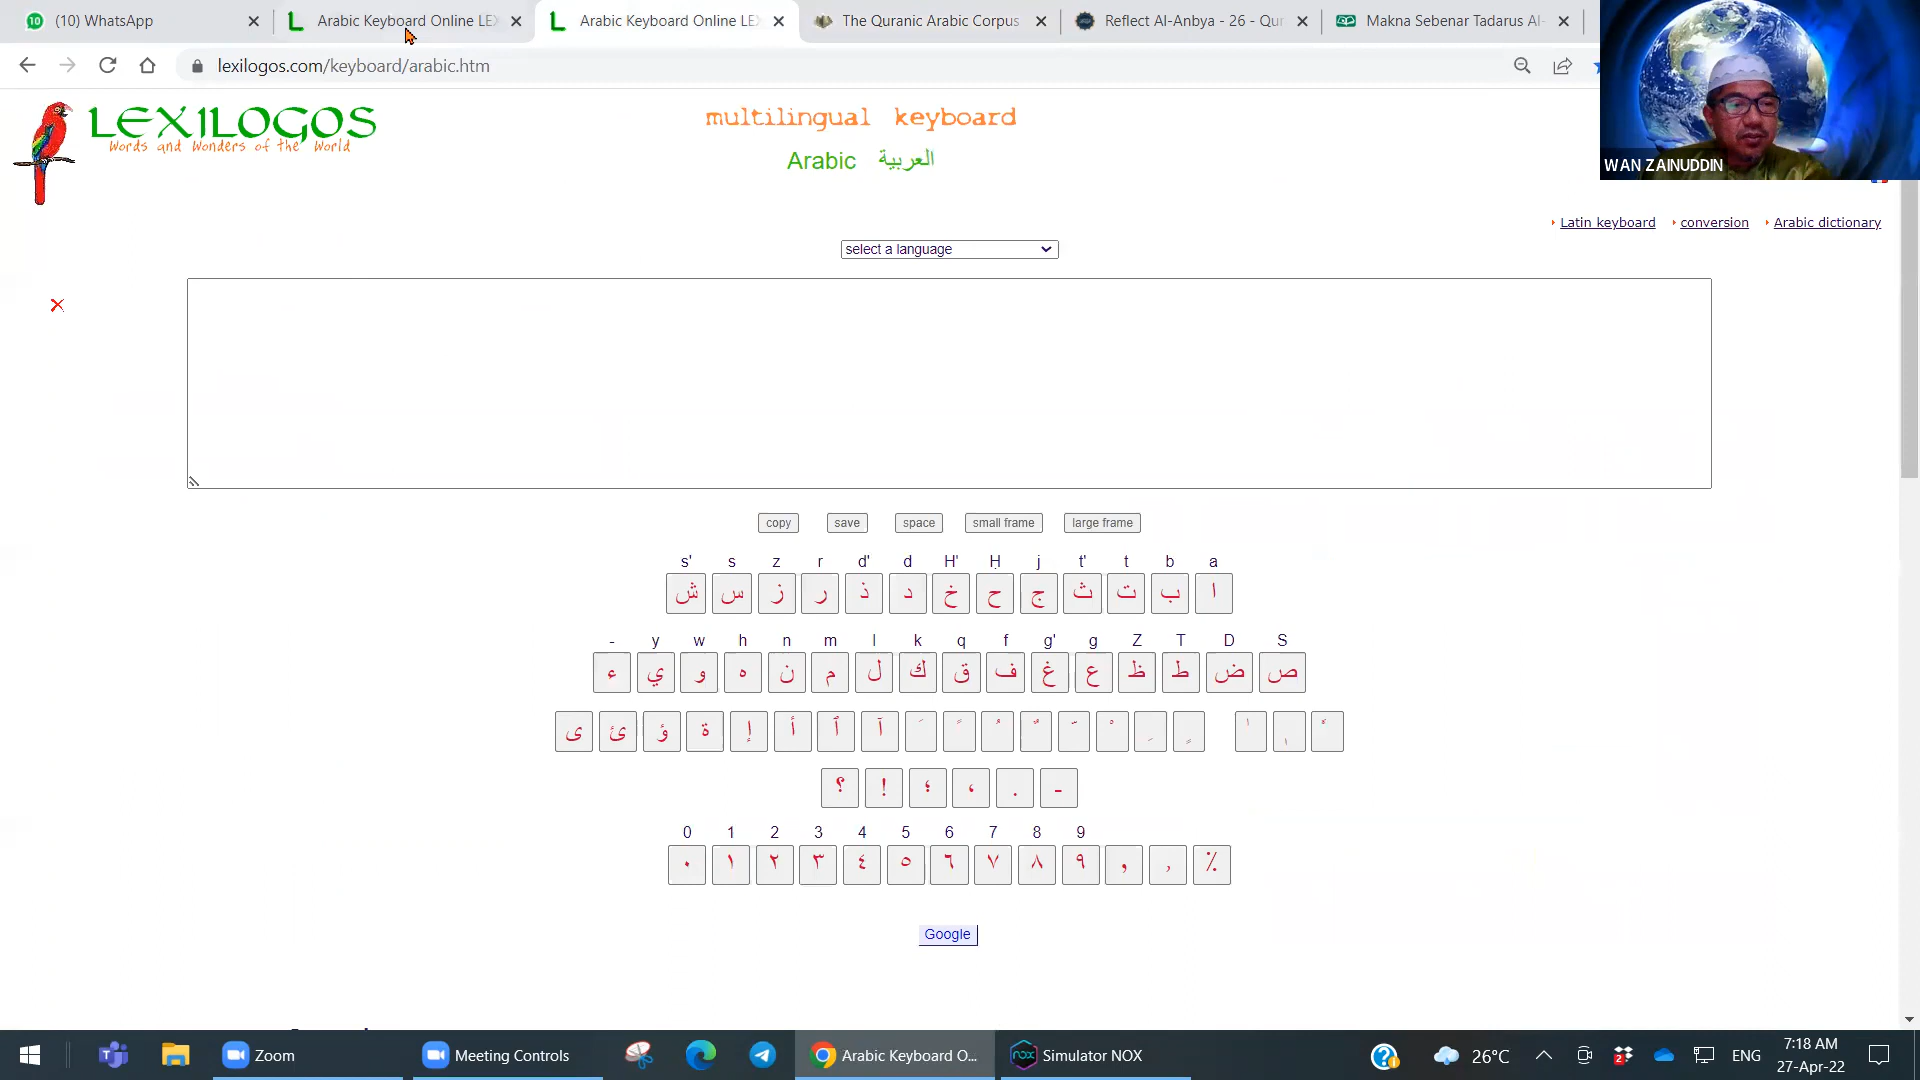 (10) WhatsApp
Arabic Keyboard Online LEX
Arabic Keyboard Online LE
The Quranic Arabic Corpus
Reflect Al-Anbya - 26 - Qur
Makna Sebenar Tadarus Al-
lexilogos.com/keyboard/arabic.htm
LEXILOGOS
Words and Wonders of the World
multilingual keyboard
Arabic العربية
WAN ZAINUDDIN
Latin keyboard conversion Arabic dictionary
select a language
copy save space small frame large frame
s' s z r d' d H' Ḥ j t' t b a
ش س ز ر ذ د خ ح ج ث ت ب ا
- y w h n m l k q f g' g Z T D S
ء ي و ه ن م ل ك ق ف غ ع ظ ط ض ص
ى ئ ؤ ة إ أ ٱ آ َ ً ُ ٌ ّ ْ ِ ٍ ٰ ٖ ٗ
؟ ! ؛ ، . -
0 1 2 3 4 5 6 7 8 9
٠ ١ ٢ ٣ ٤ ٥ ٦ ٧ ٨ ٩ , , ٪
Google
Zoom
Meeting Controls
Arabic Keyboard O...
NOX
Simulator NOX
26°C
2
ENG
7:18 AM
27-Apr-22